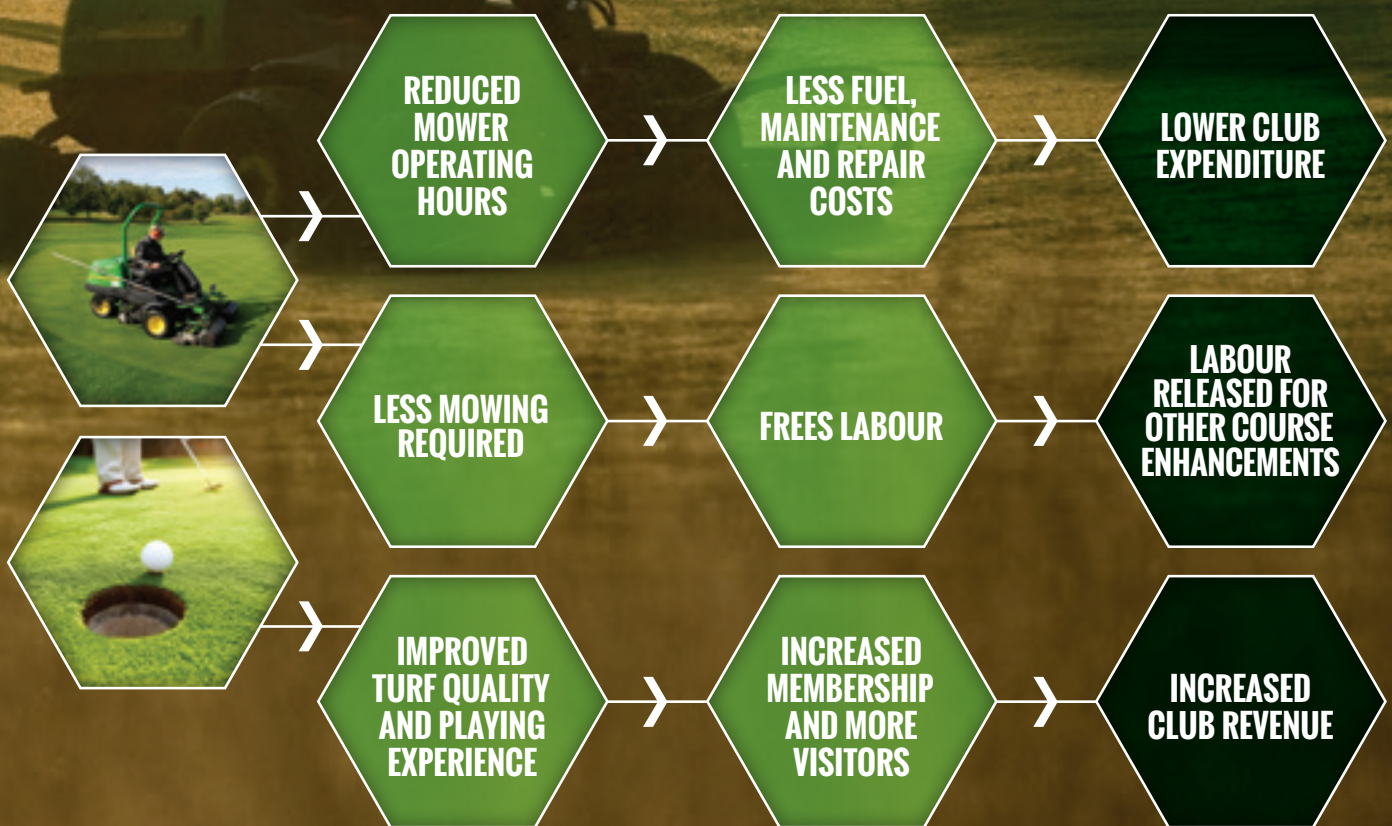 REDUCED
MOWER
OPERATING
HOURS
LESS FUEL,
MAINTENANCE
AND REPAIR
COSTS
LOWER CLUB
EXPENDITURE
LESS MOWING
REQUIRED
FREES LABOUR
LABOUR
RELEASED FOR
OTHER COURSE
ENHANCEMENTS
IMPROVED
TURF QUALITY
AND PLAYING
EXPERIENCE
INCREASED
MEMBERSHIP
AND MORE
VISITORS
INCREASED
CLUB REVENUE